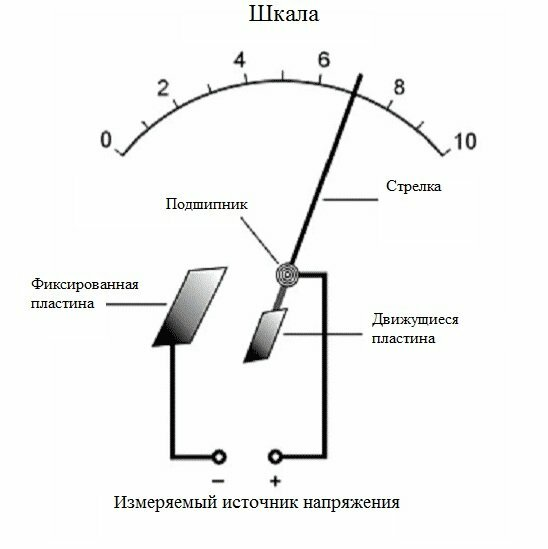 Шкала
0 2 4 6 8 10
Стрелка
Подшипник
Фиксированная
пластина
Движущиеся
пластина
– +
Измеряемый источник напряжения